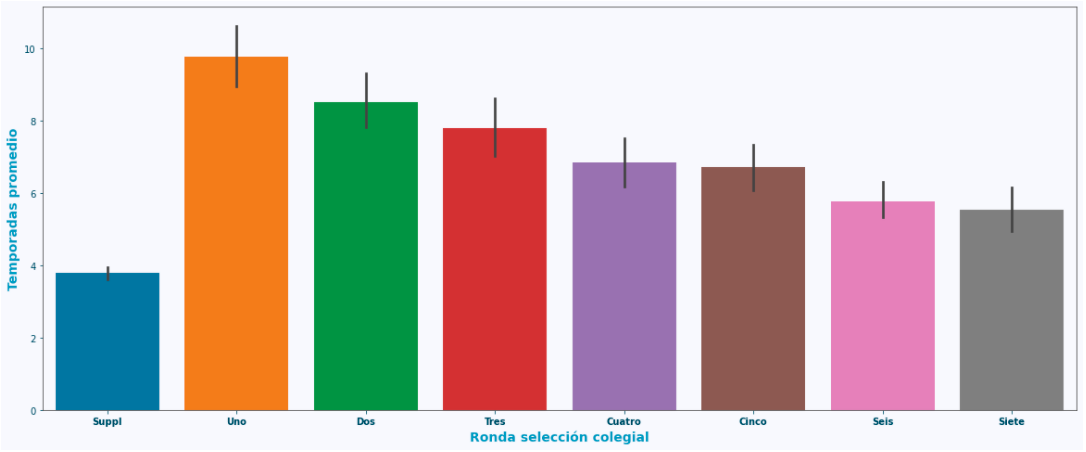 10
8
6
4
2
0
Temporadas promedio
Suppl Uno Dos Tres Cuatro Cinco Seis Siete
Ronda selección colegial